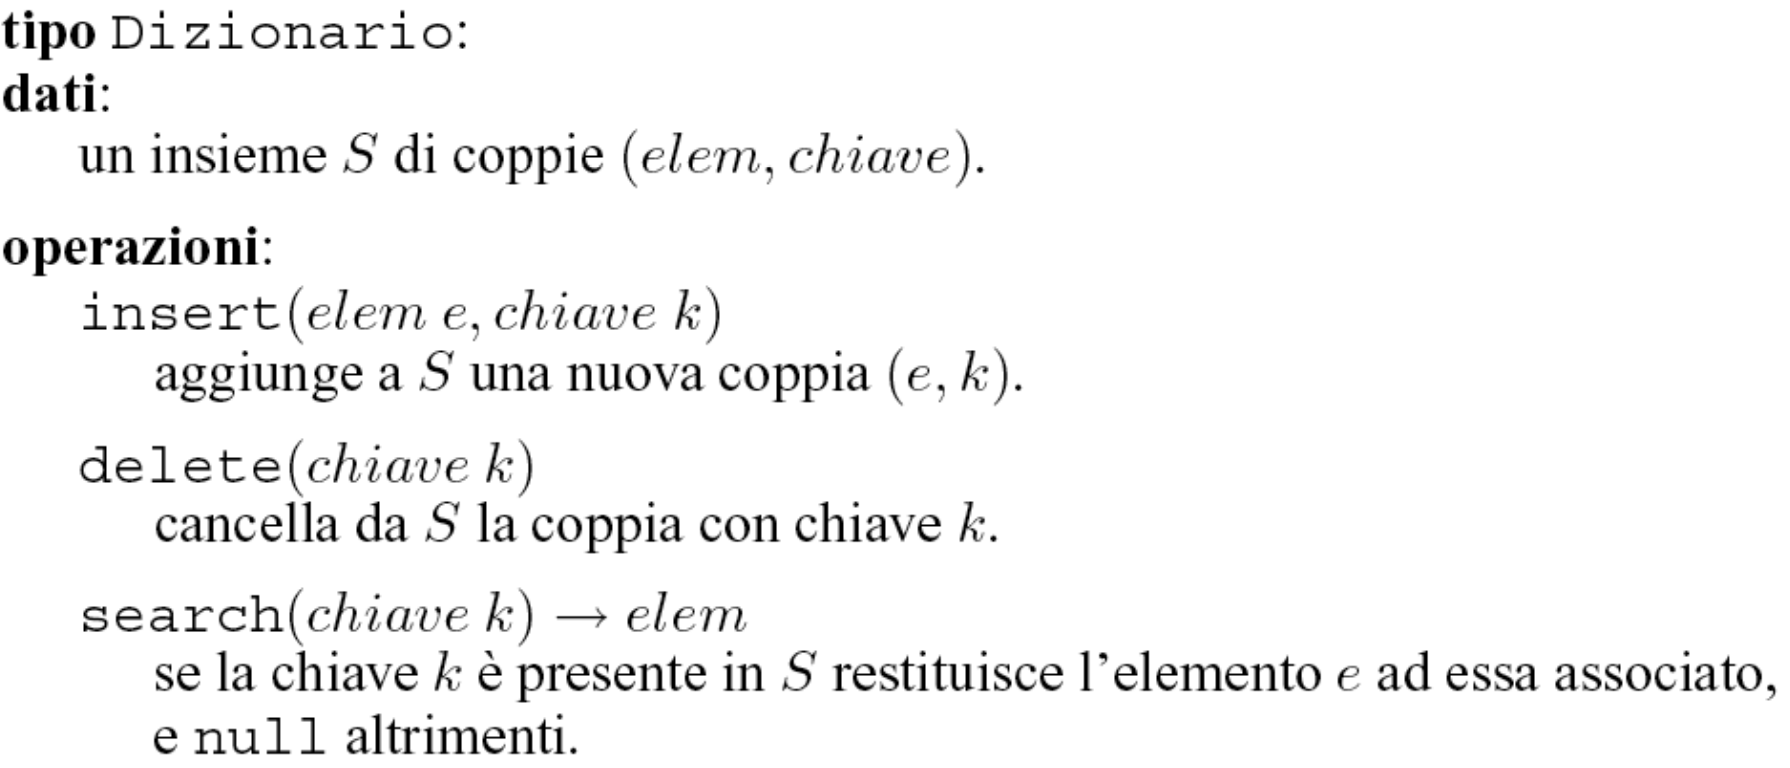 tipo Dizionario:
dati:
un insieme S di coppie (elem, chiave).
operazioni:
insert(elem e, chiave k)
aggiunge a S una nuova coppia (e, k).
delete(chiave k)
cancella da S la coppia con chiave k.
search(chiave k) → elem
se la chiave k è presente in S restituisce l'elemento e ad essa associato,
e null altrimenti.